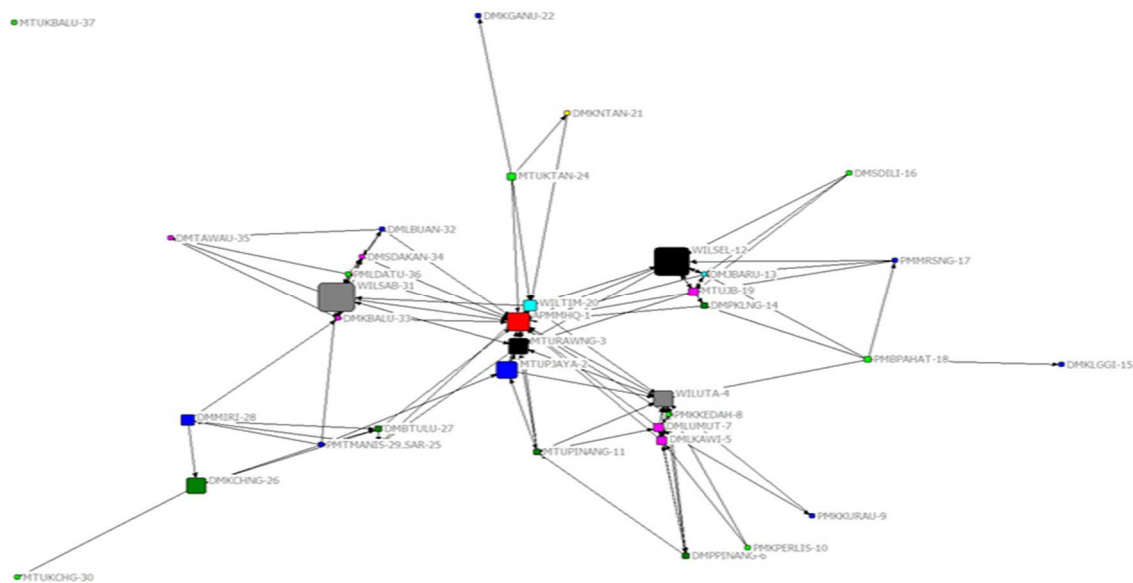 DMKGANU-22
MTUKBALU-37
DMKNTAN-21
MTUKTAN-24
DMSDILI-16
DMLBUAN-32
DMTAWAU-35
WILSEL-12
DMSDAKAN-34
PMMRSNG-17
PMLDATU-36
DMJBARU-13
WILSAB-31
MTUJB-19
WILTIM-20
DMPKLNG-14
APMMHQ-1
DMKBALU-33
MTURAWNG-3
PMBPAHAT-18
MTUPJAYA-2
DMKLGGI-15
WILUTA-4
PMKKEDAH-8
DMMIRI-28
DMLUMUT-7
DMBTULU-27
DMLKAWI-5
PMTMANIS-29.SAR-25
MTUPINANG-11
DMKCHNG-26
PMKKURAU-9
PMKPERLIS-10
DMPPINANG-6
MTUKCHG-30